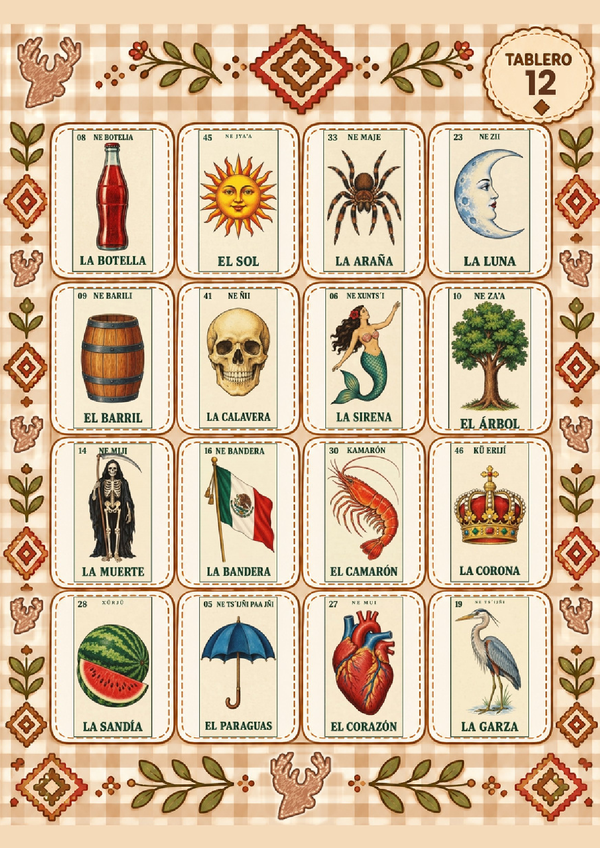 TABLERO
12
08 NE BOTELIA
LA BOTELLA
45 NE JYA'A
EL SOL
33 NE MAJE
LA ARAÑA
23 NE ZII
LA LUNA
09 NE BARILI
EL BARRIL
41 NE ÑII
LA CALAVERA
06 NE XUNTS'I
LA SIRENA
10 NE ZA'A
EL ÁRBOL
14 NE MIJI
LA MUERTE
16 NE BANDERA
LA BANDERA
30 KAMARÓN
EL CAMARÓN
46 KÜ ERIJÍ
LA CORONA
28
LA SANDÍA
05 NE TS'IJÑI PAA JÑI
EL PARAGUAS
27 NE MUI
EL CORAZÓN
19
LA GARZA